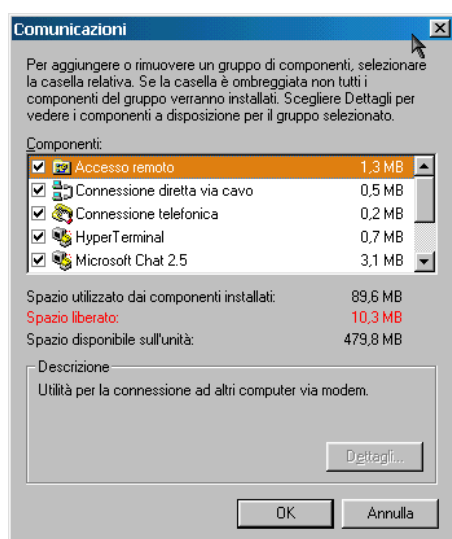 Comunicazioni
Per aggiungere o rimuovere un gruppo di componenti, selezionare
la casella relativa. Se la casella è ombreggiata non tutti i
componenti del gruppo verranno installati. Scegliere Dettagli per
vedere i componenti a disposizione per il gruppo selezionato.
Componenti:
Accesso remoto 1,3 MB
Connessione diretta via cavo 0,5 MB
Connessione telefonica 0,2 MB
HyperTerminal 0,7 MB
Microsoft Chat 2.5 3,1 MB
Spazio utilizzato dai componenti installati: 89,6 MB
Spazio liberato: 10,3 MB
Spazio disponibile sull'unità: 479,8 MB
Descrizione
Utilità per la connessione ad altri computer via modem.
Dettagli...
OK Annulla